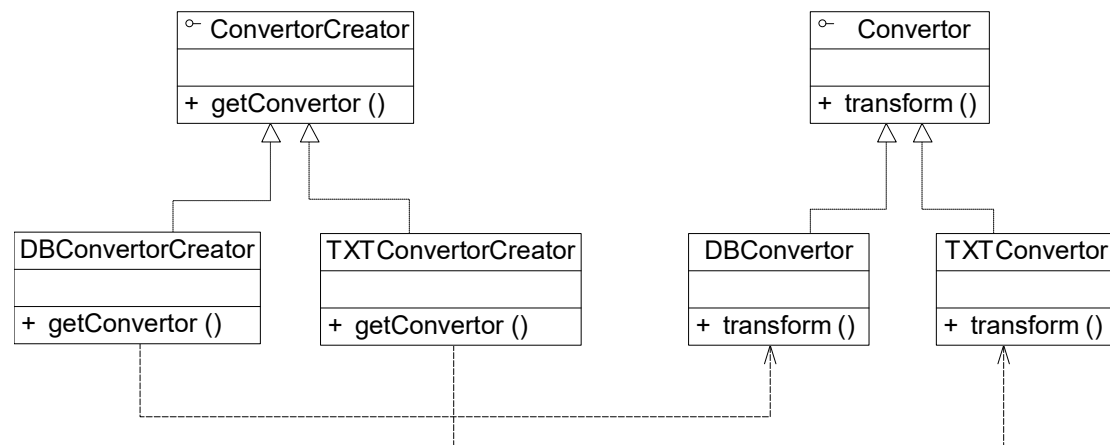 ConvertorCreator
+ getConvertor ()
Convertor
+ transform ()
DBConvertorCreator
+ getConvertor ()
TXTConvertorCreator
+ getConvertor ()
DBConvertor
+ transform ()
TXTConvertor
+ transform ()